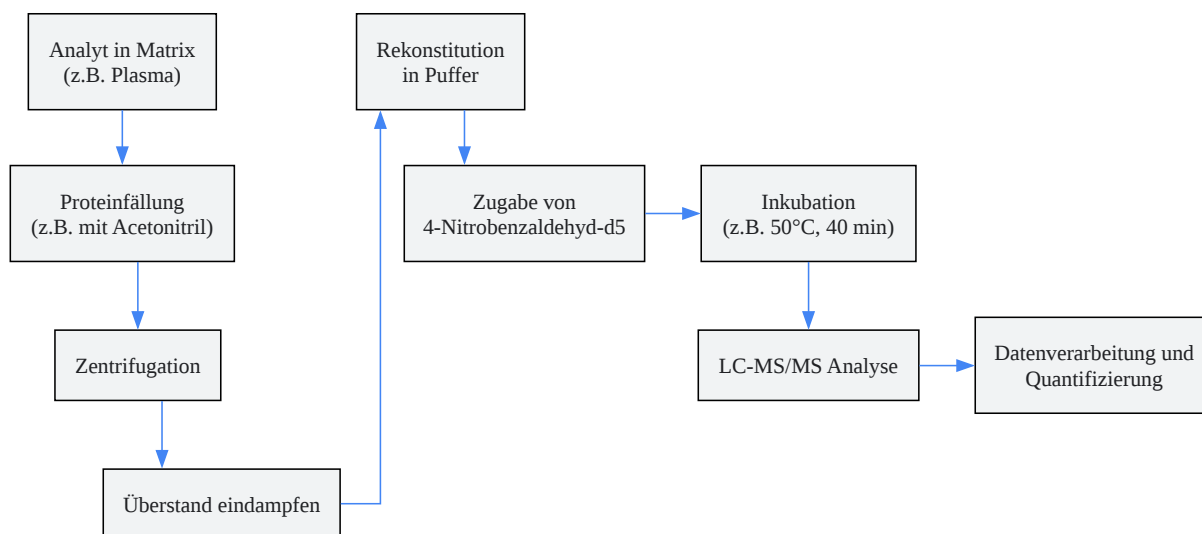 Analyt in Matrix
(z.B. Plasma)
Proteinfällung
(z.B. mit Acetonitril)
Zentrifugation
Überstand eindampfen
Rekonstitution
in Puffer
Zugabe von
4-Nitrobenzaldehyd-d5
Inkubation
(z.B. 50°C, 40 min)
LC-MS/MS Analyse
Datenverarbeitung und
Quantifizierung